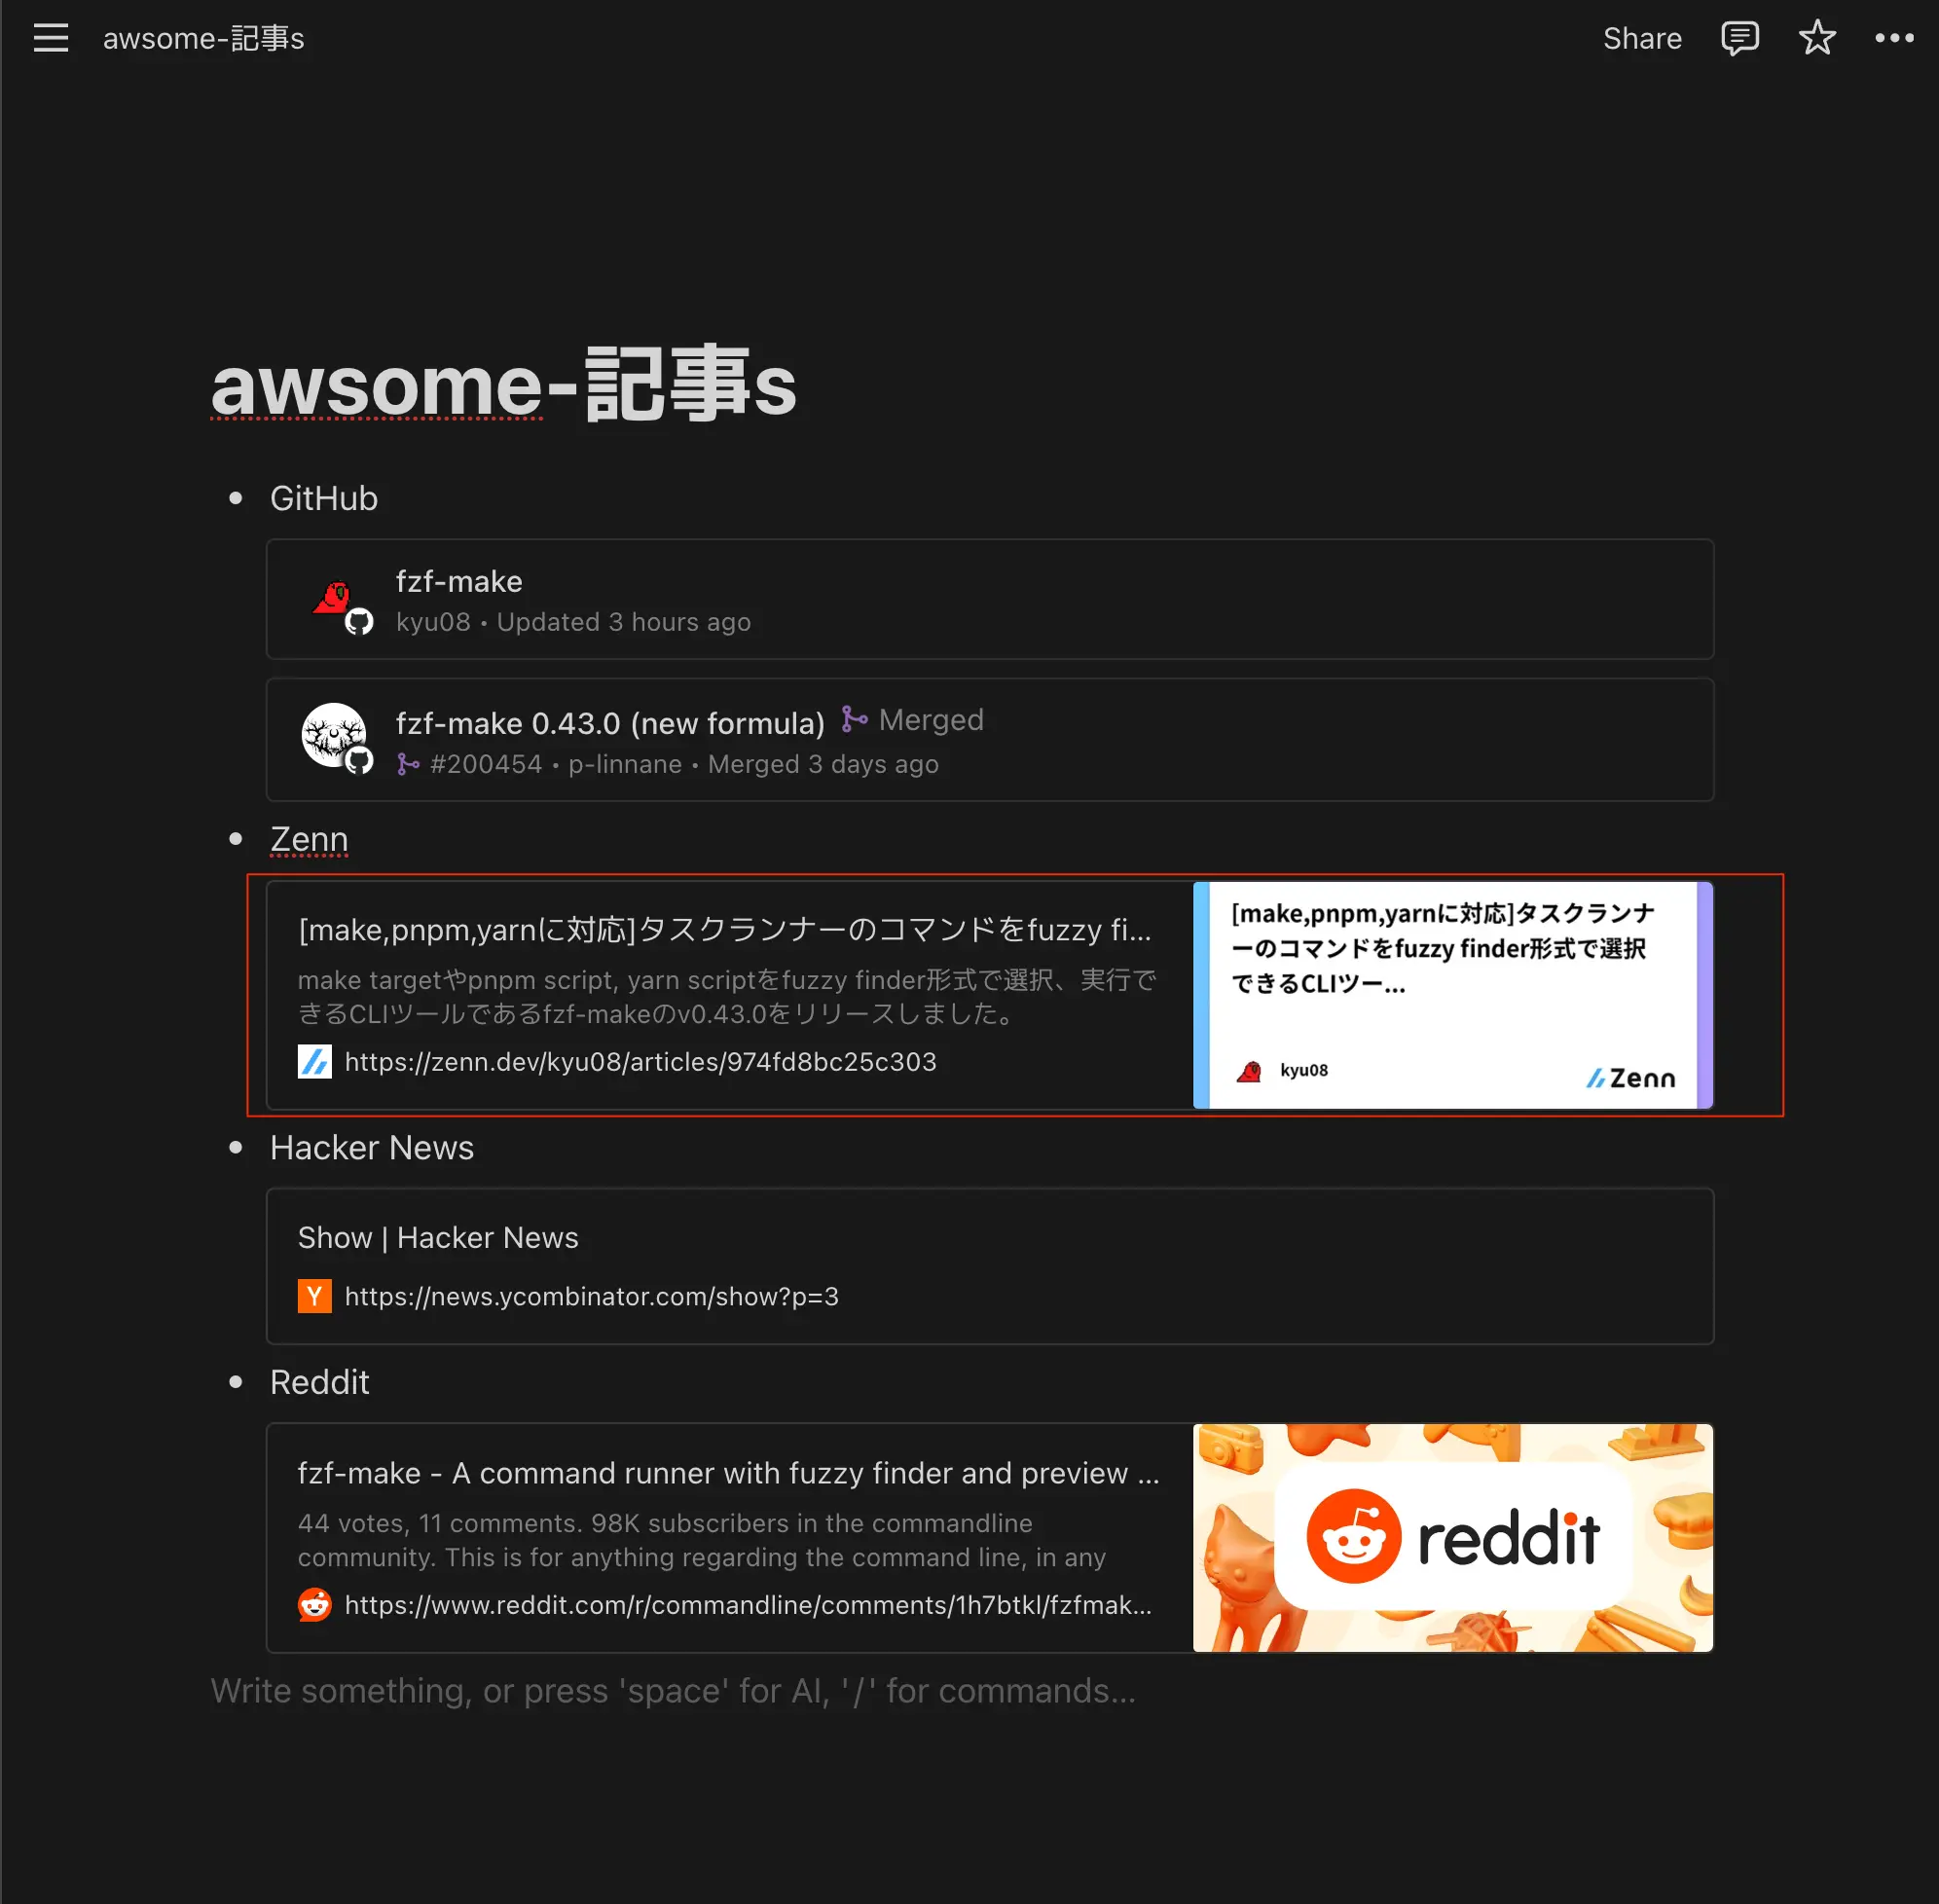 awsome-記事s
Share
awsome-記事s
GitHub
fzf-make
kyu08 • Updated 3 hours ago
fzf-make 0.43.0 (new formula) Merged
#200454 • p-linnane • Merged 3 days ago
Zenn
[make,pnpm,yarnに対応]タスクランナーのコマンドをfuzzy fi...
make targetやpnpm script, yarn scriptをfuzzy finder形式で選択、実行で
きるCLIツールであるfzf-makeのv0.43.0をリリースしました。
https://zenn.dev/kyu08/articles/974fd8bc25c303
[make,pnpm,yarnに対応]タスクランナ
ーのコマンドをfuzzy finder形式で選択
できるCLIツー...
kyu08
Zenn
Hacker News
Show | Hacker News
Y https://news.ycombinator.com/show?p=3
Reddit
fzf-make - A command runner with fuzzy finder and preview ...
44 votes, 11 comments. 98K subscribers in the commandline
community. This is for anything regarding the command line, in any
https://www.reddit.com/r/commandline/comments/1h7btkl/fzfmak...
reddit
Write something, or press 'space' for AI, '/' for commands...